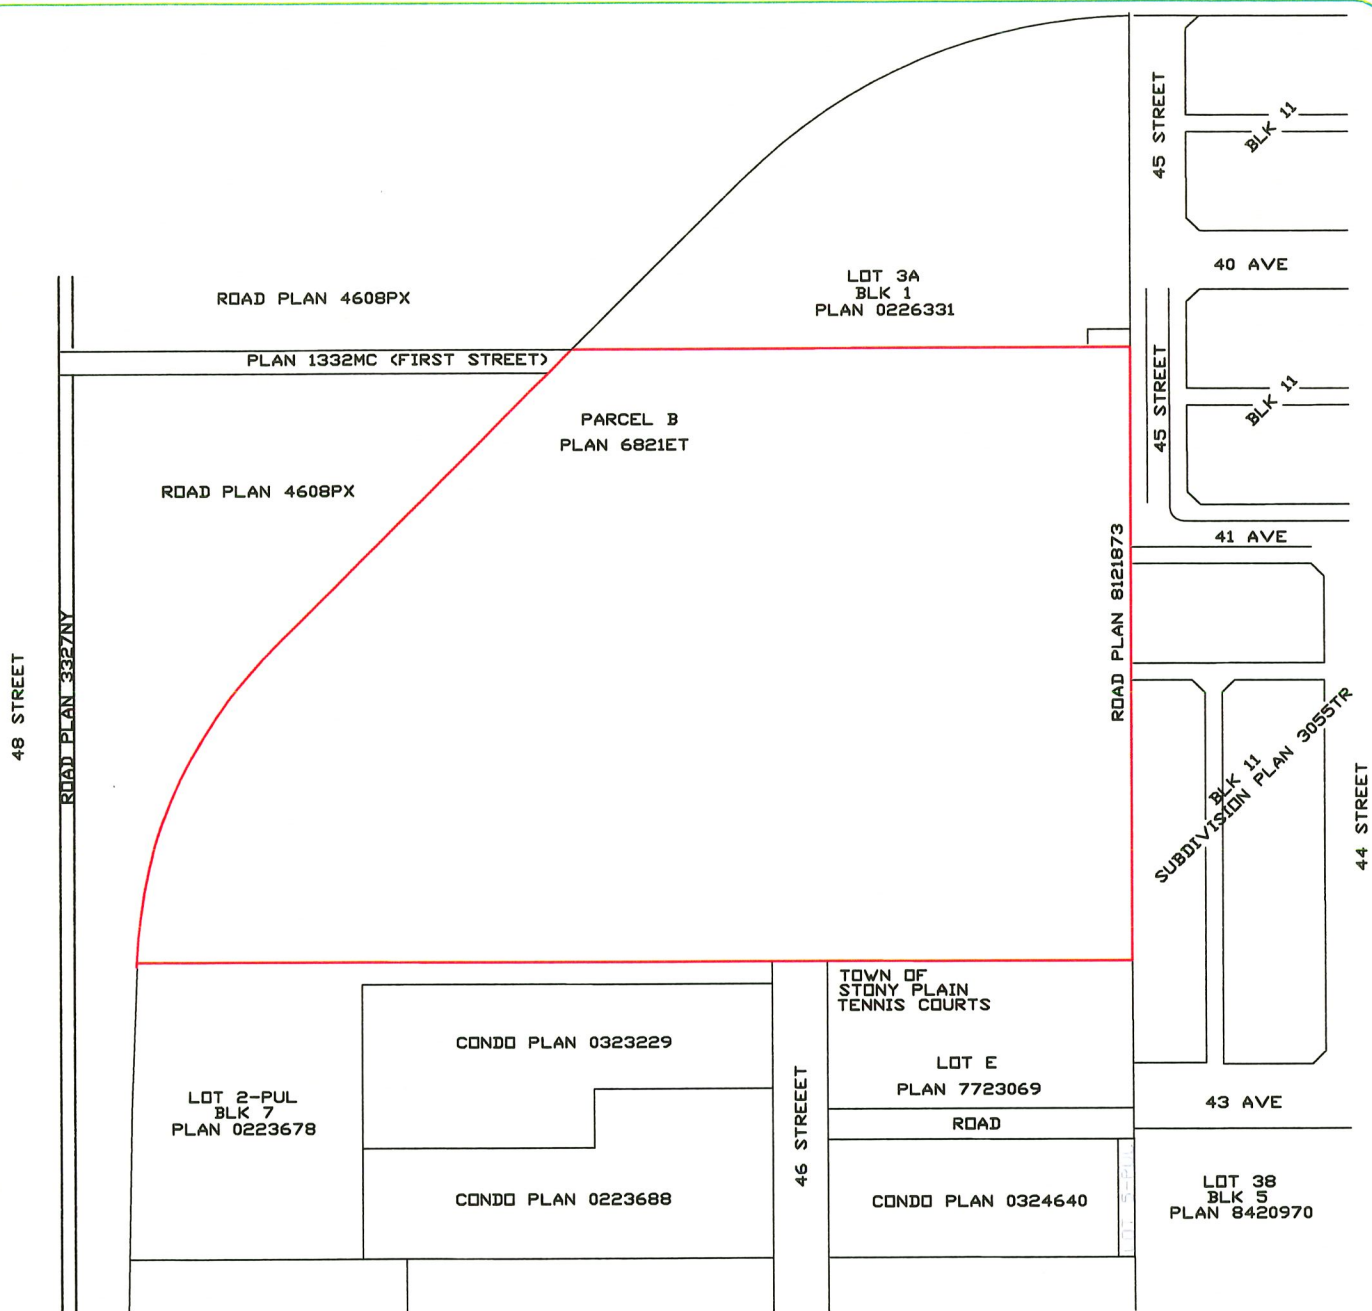 45 STREET
BLK 11
40 AVE
LOT 3A
BLK 1
PLAN 0226331
ROAD PLAN 4608PX
PLAN 1332MC (FIRST STREET)
45 STREET
BLK 11
PARCEL B
PLAN 6821ET
ROAD PLAN 4608PX
41 AVE
ROAD PLAN 8121873
48 STREET
ROAD PLAN 3327NY
BLK 11
SUBDIVISION PLAN 3055TR
44 STREET
TOWN OF
STONY PLAIN
TENNIS COURTS
CONDO PLAN 0323229
LOT E
PLAN 7723069
LOT 2-PUL
BLK 7
PLAN 0223678
46 STREEET
ROAD
43 AVE
CONDO PLAN 0223688
CONDO PLAN 0324640
LOT 5-PUL
LOT 38
BLK 5
PLAN 8420970